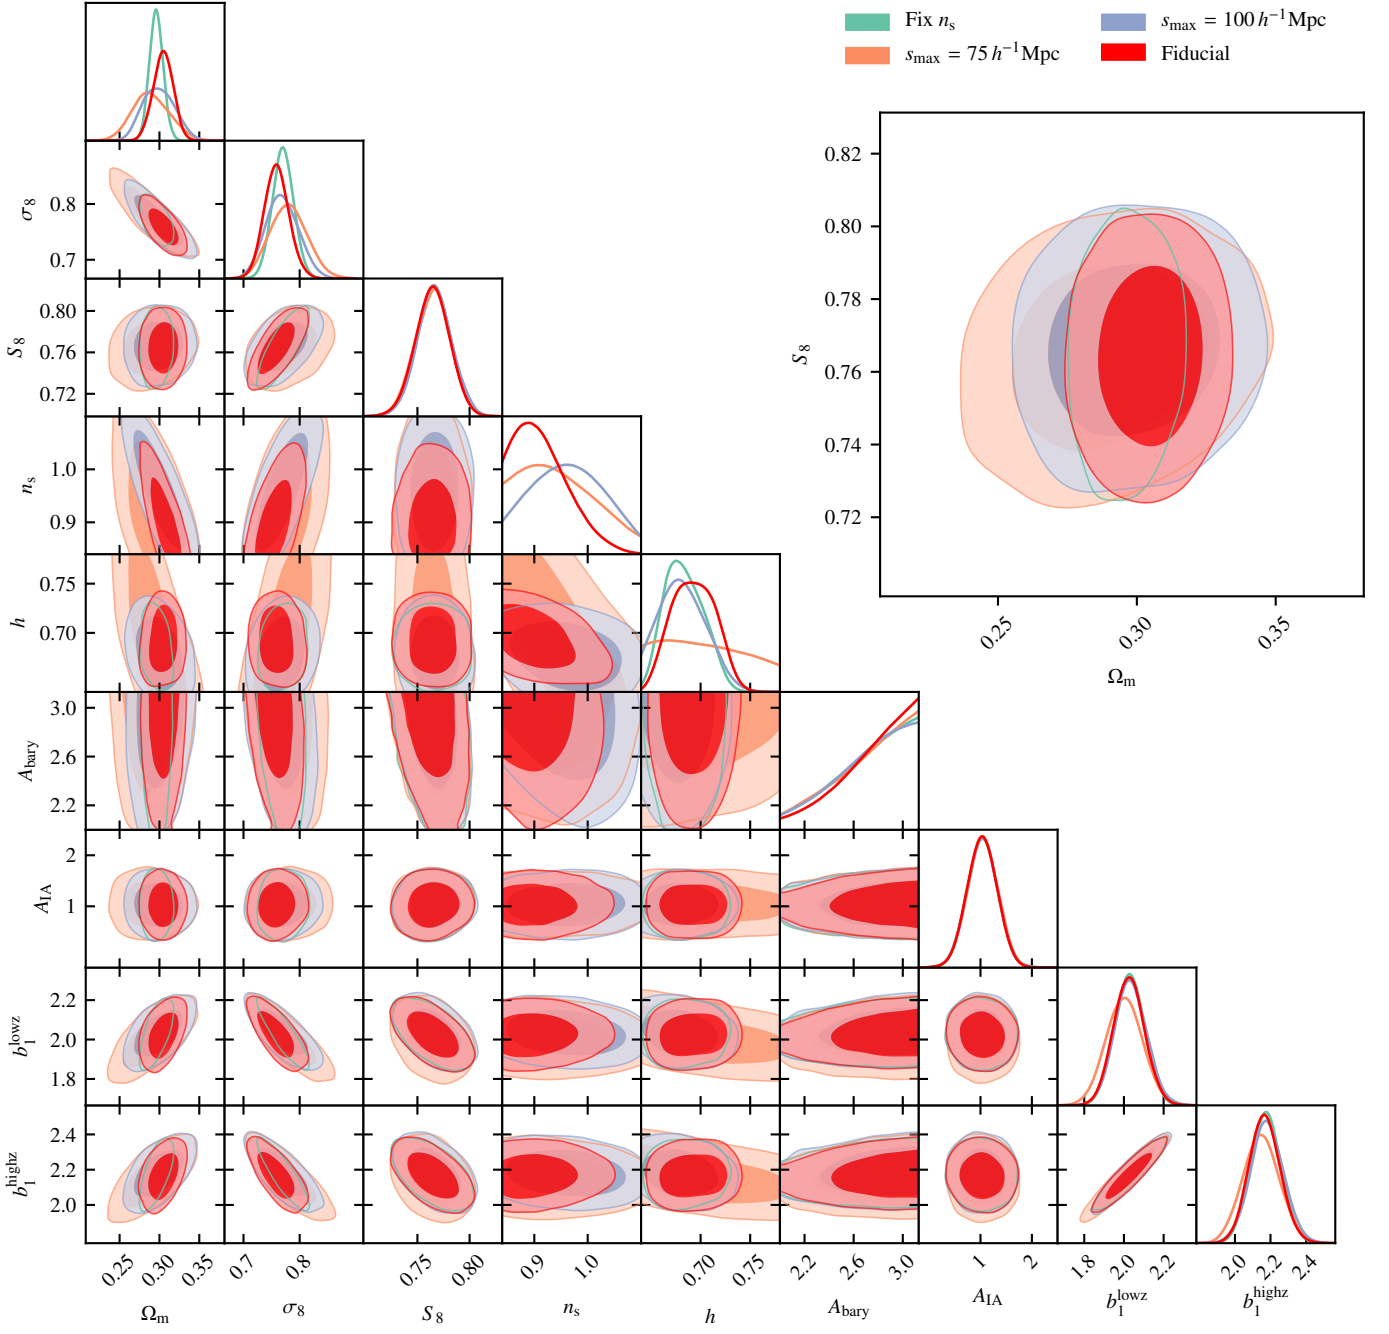 Fix nₛ
s_max = 75 h⁻¹Mpc
s_max = 100 h⁻¹Mpc
Fiducial
0.82
0.80
0.78
0.76
0.74
0.72
S₈
0.25 0.30 0.35
Ωₘ
σ₈
0.8
0.7
S₈
0.80
0.76
0.72
nₛ
1.0
0.9
h
0.75
0.70
A_bary
3.0
2.6
2.2
A_IA
2
1
b₁^lowz
2.2
2.0
1.8
b₁^highz
2.4
2.2
2.0
0.25 0.30 0.35 0.7 0.8 0.76 0.80 0.9 1.0 0.70 0.75 2.2 2.6 3.0 1 2 1.8 2.0 2.2 2.0 2.2 2.4
Ωₘ σ₈ S₈ nₛ h A_bary A_IA b₁^lowz b₁^highz